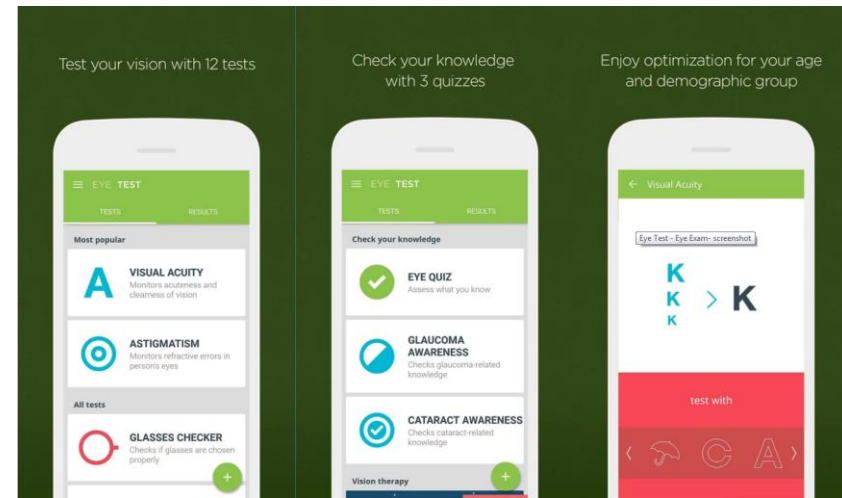 Test your vision with 12 tests
EYE TEST
TESTS RESULTS
Most popular
A
VISUAL ACUITY
Monitors acuteness and
clearness of vision
ASTIGMATISM
Monitors refractive errors in
person's eyes
All tests
GLASSES CHECKER
Checks if glasses are chosen
properly
+
Check your knowledge
with 3 quizzes
EYE TEST
TESTS RESULTS
Check your knowledge
EYE QUIZ
Assess what you know
GLAUCOMA
AWARENESS
Checks glaucoma-related
knowledge
CATARACT AWARENESS
Checks cataract-related
knowledge
Vision therapy
+
Enjoy optimization for your age
and demographic group
Visual Acuity
Eye Test - Eye Exam- screenshot
K
K > K
K
test with
C A